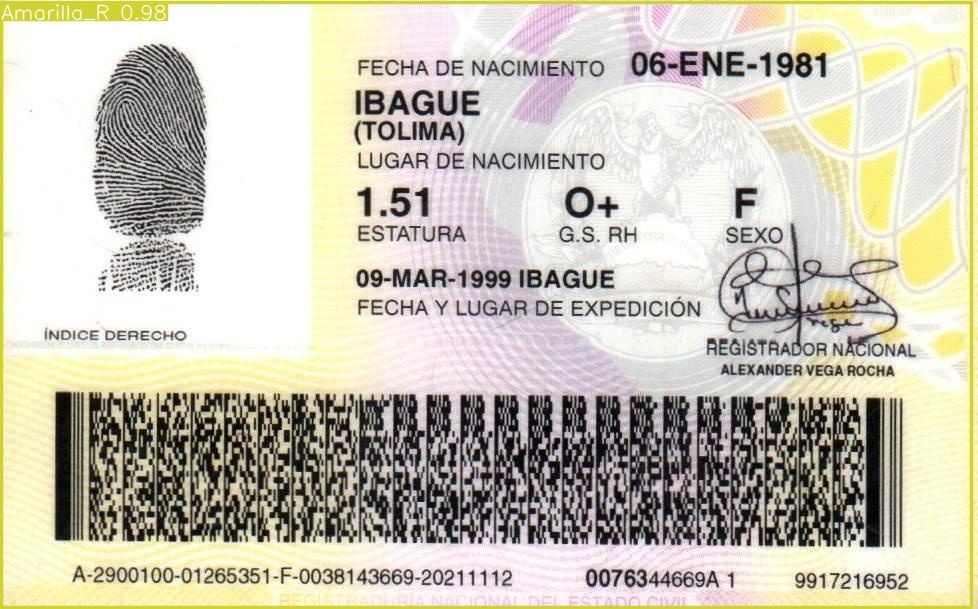 Amarilla_R 0.98
FECHA DE NACIMIENTO 06-ENE-1981
IBAGUE
(TOLIMA)
LUGAR DE NACIMIENTO
1.51 O+ F
ESTATURA G.S. RH SEXO
09-MAR-1999 IBAGUE
FECHA Y LUGAR DE EXPEDICIÓN
ÍNDICE DERECHO
REGISTRADOR NACIONAL
ALEXANDER VEGA ROCHA
A-2900100-01265351-F-0038143669-20211112 0076344669A 1 9917216952
REGISTRADURIA NACIONAL DEL ESTADO CIVIL